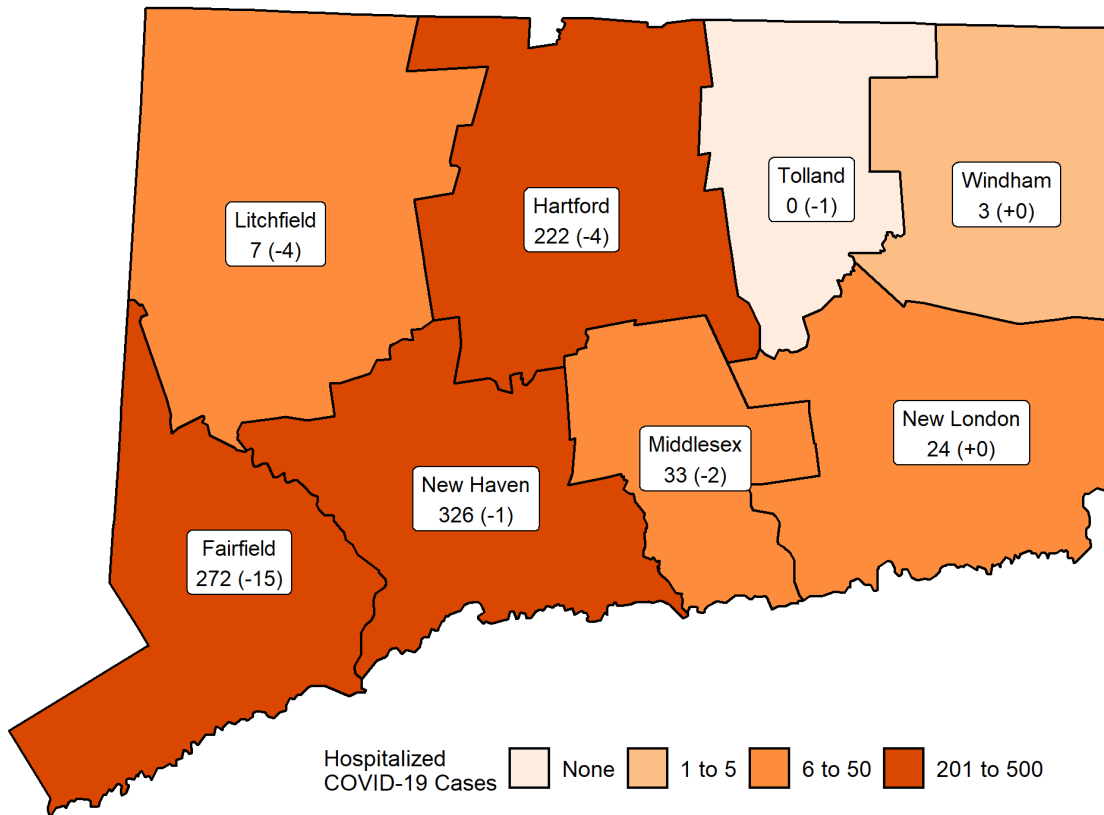 Tolland
0 (-1)
Windham
3 (+0)
Litchfield
7 (-4)
Hartford
222 (-4)
New London
24 (+0)
Middlesex
33 (-2)
New Haven
326 (-1)
Fairfield
272 (-15)
Hospitalized
COVID-19 Cases
None
1 to 5
6 to 50
201 to 500